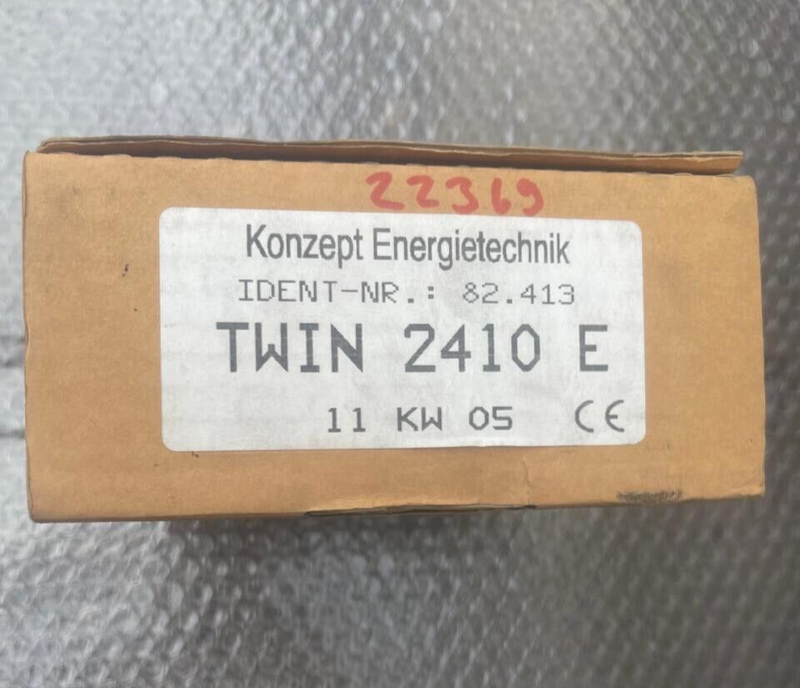 22369
Konzept Energietechnik
IDENT-NR.: 82.413
TWIN 2410 E
11 KW 05 CE